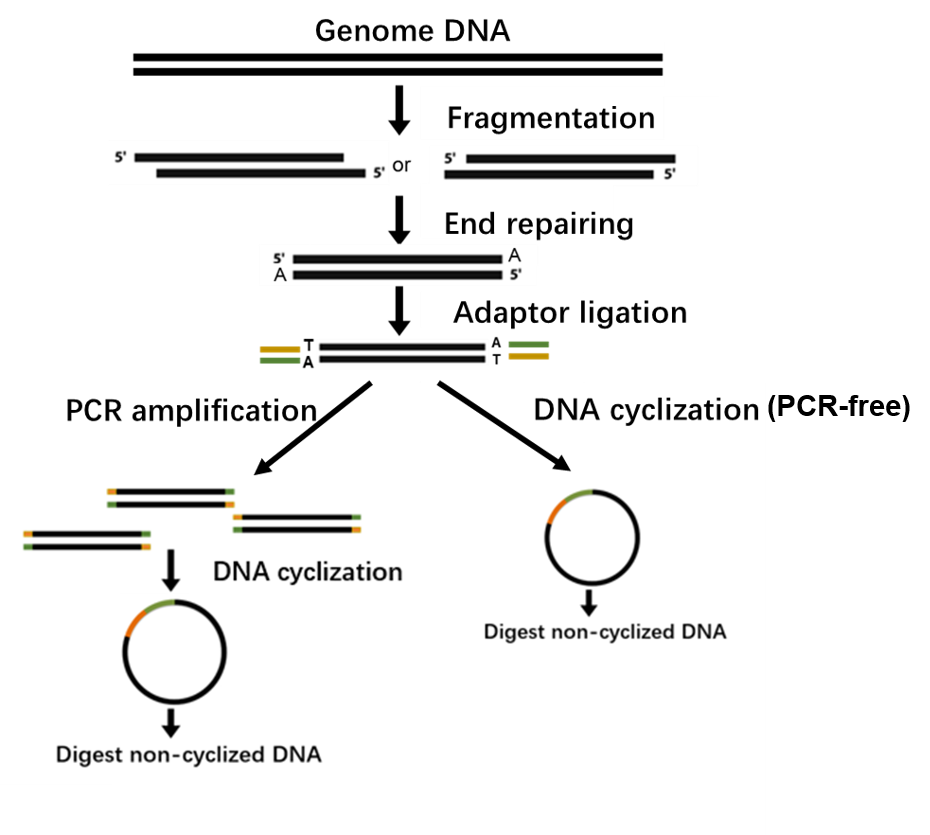 Genome DNA
Fragmentation
5' 5' or 5' 5'
End repairing
5' A
A 5'
Adaptor ligation
T A
A T
PCR amplification
DNA cyclization (PCR-free)
DNA cyclization
Digest non-cyclized DNA
Digest non-cyclized DNA